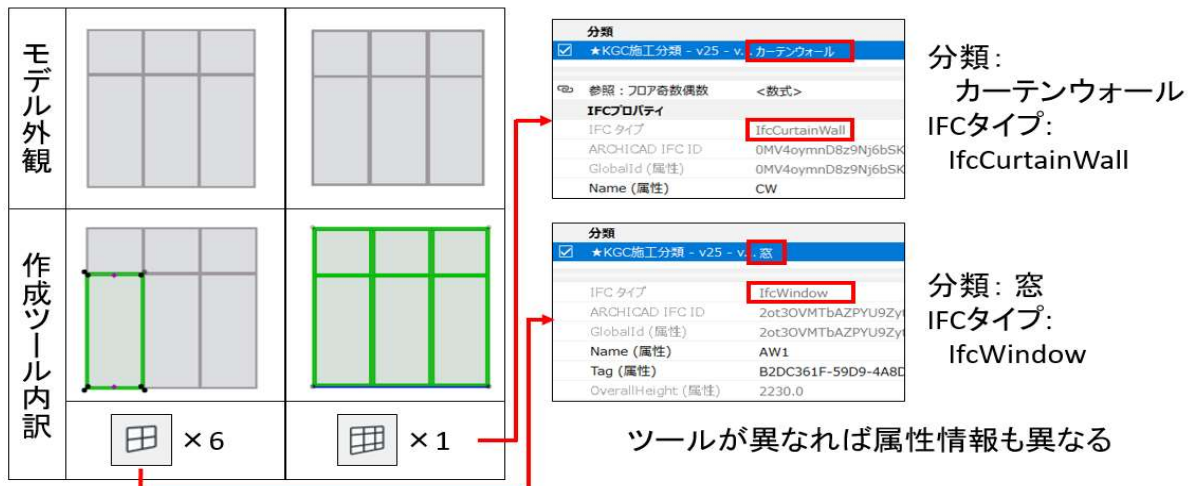 モデル外観
作成ツール内訳
×6
×1
分類
★KGC施工分類 - v25 - v... カーテンウォール
参照：フロア奇数偶数 <数式>
IFCプロパティ
IFC タイプ IfcCurtainWall
ARCHICAD IFC ID 0MV4oymnD8z9Nj6bSK
GlobalId (属性) 0MV4oymnD8z9Nj6bSK
Name (属性) CW
分類：
カーテンウォール
IFCタイプ：
IfcCurtainWall
分類
★KGC施工分類 - v25 - v... 窓
IFC タイプ IfcWindow
ARCHICAD IFC ID 2ot3OVMTbAZPYU9Zy
GlobalId (属性) 2ot3OVMTbAZPYU9Zy
Name (属性) AW1
Tag (属性) B2DC361F-59D9-4A8D
OverallHeight (属性) 2230.0
分類：窓
IFCタイプ：
IfcWindow
ツールが異なれば属性情報も異なる